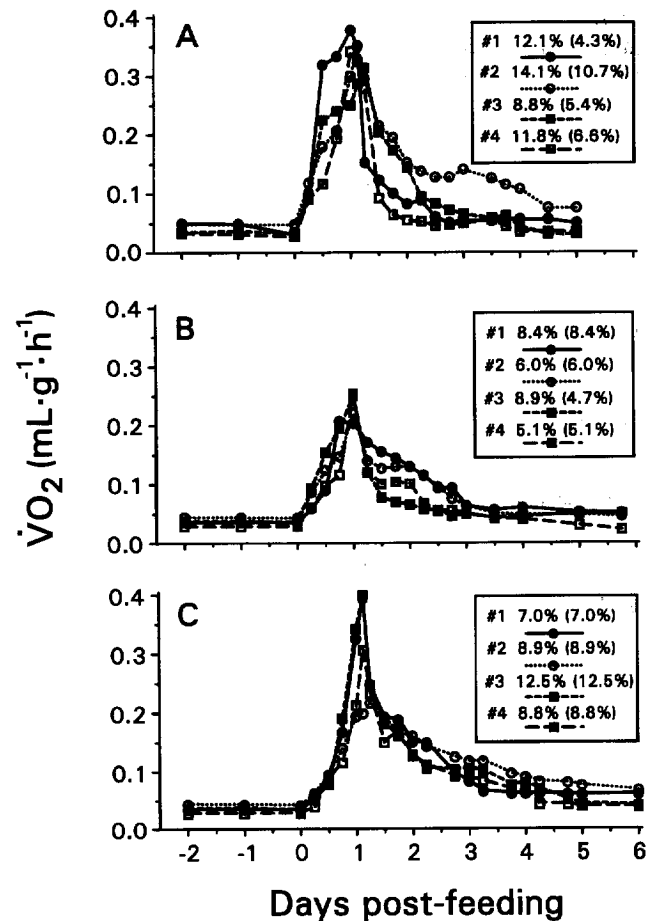 A
0.4
0.3
0.2
0.1
0.0
#1 12.1% (4.3%)
#2 14.1% (10.7%)
#3 8.8% (5.4%)
#4 11.8% (6.6%)
B
0.4
0.3
0.2
0.1
0.0
#1 8.4% (8.4%)
#2 6.0% (6.0%)
#3 8.9% (4.7%)
#4 5.1% (5.1%)
V̇O₂ (mL·g⁻¹·h⁻¹)
C
0.4
0.3
0.2
0.1
0.0
#1 7.0% (7.0%)
#2 8.9% (8.9%)
#3 12.5% (12.5%)
#4 8.8% (8.8%)
-2 -1 0 1 2 3 4 5 6
Days post-feeding